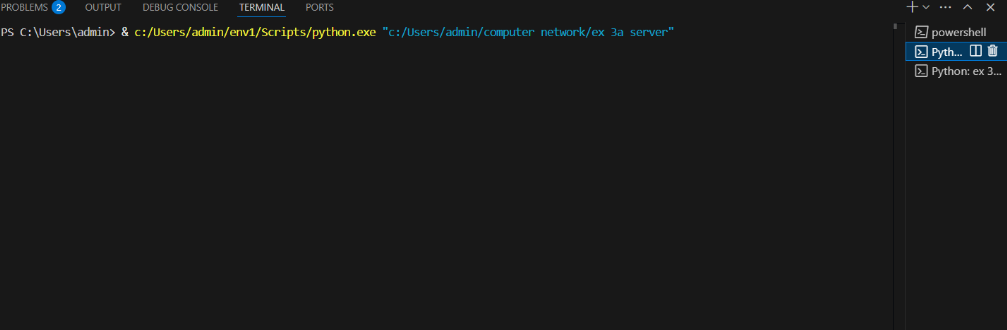 PROBLEMS 2 OUTPUT DEBUG CONSOLE TERMINAL PORTS
PS C:\Users\admin> & c:/Users/admin/env1/Scripts/python.exe "c:/Users/admin/computer network/ex 3a server"
powershell
Pyth...
Python: ex 3...